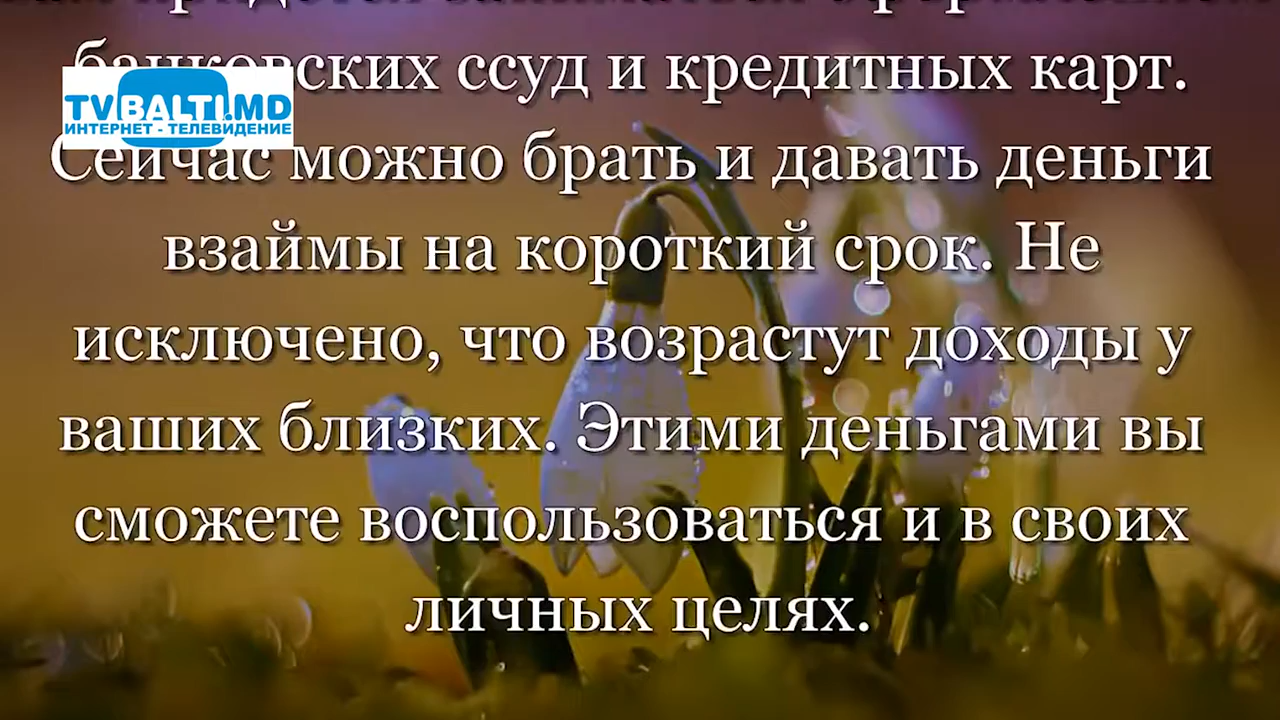 банковских ссуд и кредитных карт.
TVBALTI.MD
ИНТЕРНЕТ - ТЕЛЕВИДЕНИЕ
Сейчас можно брать и давать деньги
взаймы на короткий срок. Не
исключено, что возрастут доходы у
ваших близких. Этими деньгами вы
сможете воспользоваться и в своих
личных целях.